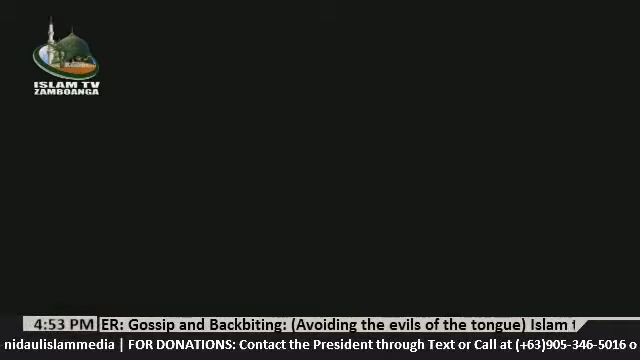 ISLAM TV
ZAMBOANGA
4:53 PM ER: Gossip and Backbiting: (Avoiding the evils of the tongue) Islam
nidaulislammedia | FOR DONATIONS: Contact the President through Text or Call at (+63)905-346-5016 o